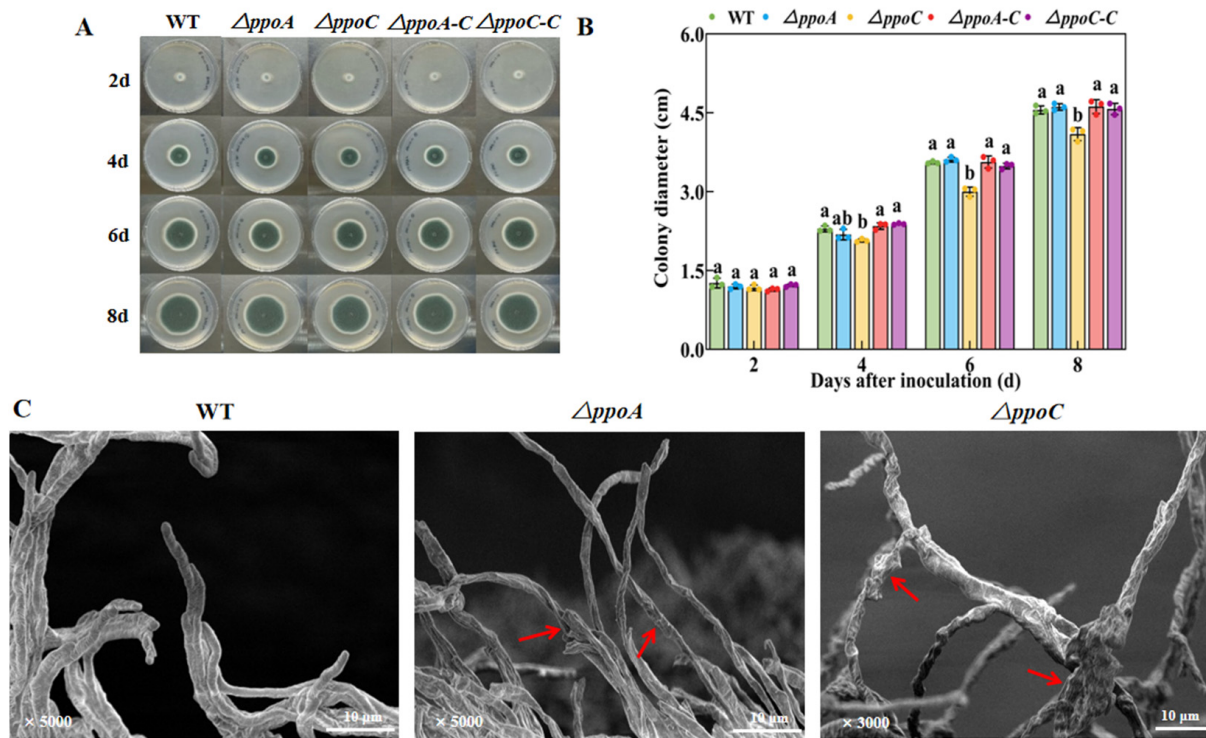 A
WT ΔppoA ΔppoC ΔppoA-C ΔppoC-C
2d
4d
6d
8d
B
WT ΔppoA ΔppoC ΔppoA-C ΔppoC-C
Colony diameter (cm)
6.0
4.5
3.0
1.5
0.0
a a a a a
a ab b a a
a a b a a
a a b a a
2 4 6 8
Days after inoculation (d)
C
WT ΔppoA ΔppoC
× 5000 10 μm
× 5000 10 μm
× 3000 10 μm